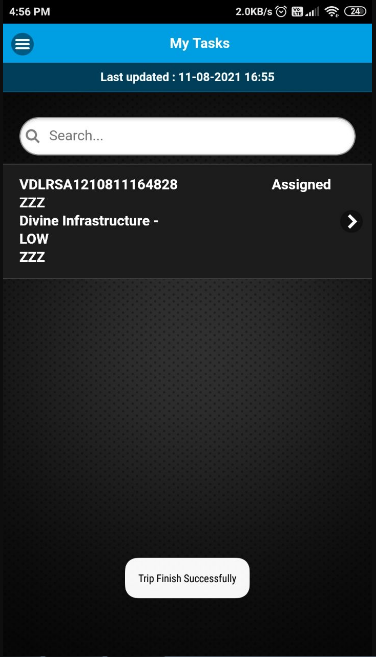 4:56 PM 2.0KB/s 24
My Tasks
Last updated : 11-08-2021 16:55
Search...
VDLRSA1210811164828 Assigned
ZZZ
Divine Infrastructure -
LOW
ZZZ
Trip Finish Successfully